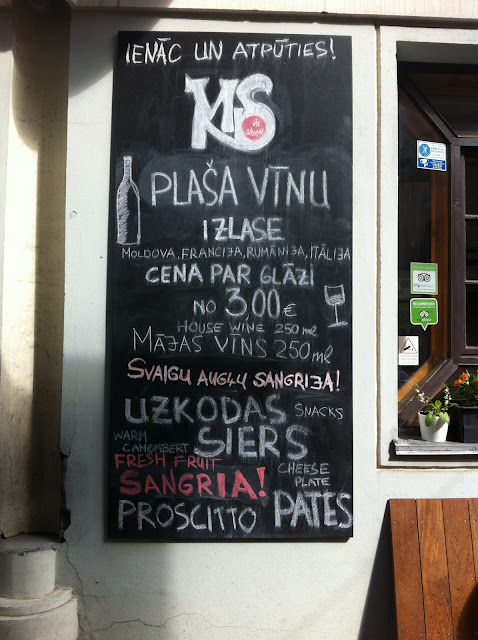 IENĀC UN ATPŪTIES!
KS
PLAŠA VĪNU
IZLASE
MOLDOVA, FRANCIJA, RUMĀNIJA, ITĀLIJA
CENA PAR GLĀZI
NO 3,00 €
HOUSE WINE 250 ml
MĀJAS VĪNS 250 ml
SVAIGU AUGĻU SANGRIJA!
UZKODAS SNACKS
WARM CAMEMBERT SIERS
FRESH FRUIT
SANGRIA!
CHEESE PLATE
PROSCITTO PATES